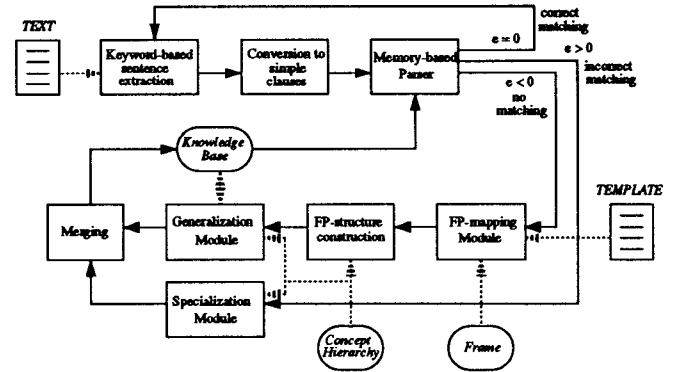 TEXT
Keyword-based
sentence
extraction
Conversion to
simple
clauses
Memory-based
Parser
e = 0
correct
matching
e > 0
incorrect
matching
e < 0
no
matching
Knowledge
Base
TEMPLATE
Merging
Generalization
Module
FP-structure
construction
FP-mapping
Module
Specialization
Module
Concept
Hierarchy
Frame